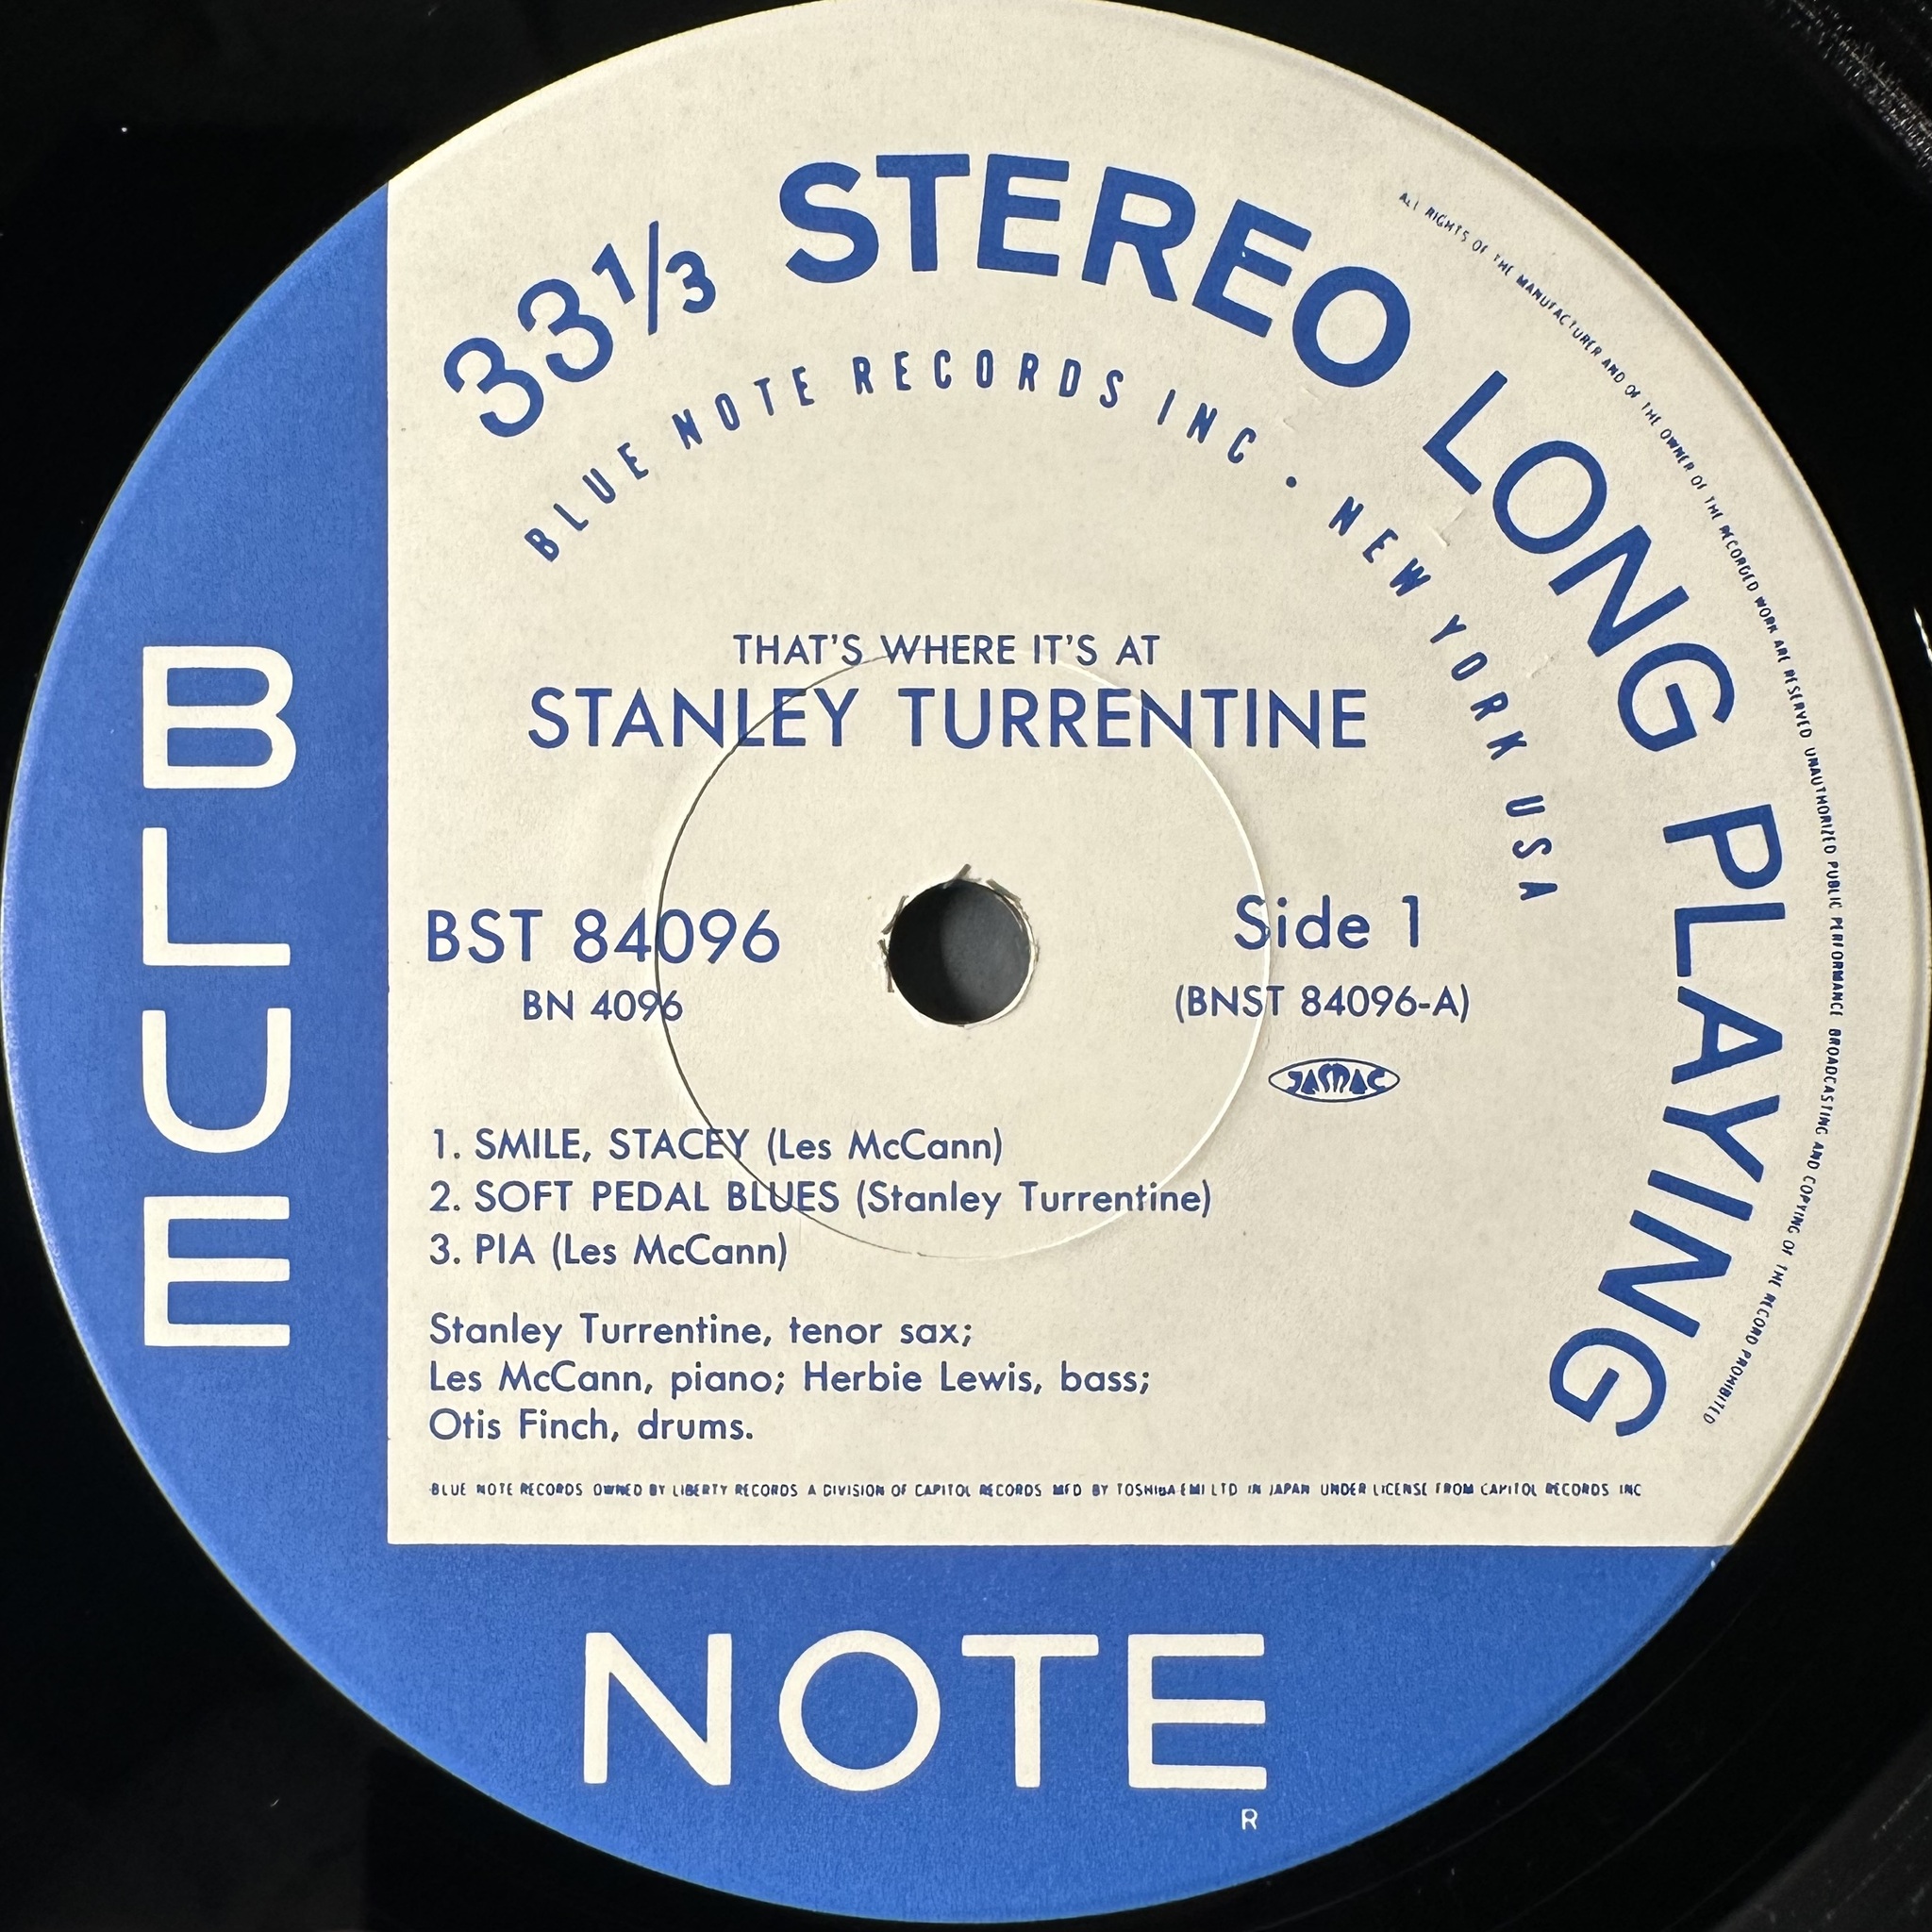 33 1/3 STEREO LONG PLAYING
BLUE NOTE RECORDS INC • NEW YORK USA
ALL RIGHTS OF THE MANUFACTURER AND OF THE OWNER OF THE RECORDED WORK ARE RESERVED UNAUTHORIZED PUBLIC PERFORMANCE BROADCASTING AND COPYING OF THE RECORD PROHIBITED
THAT'S WHERE IT'S AT
STANLEY TURRENTINE
BST 84096
BN 4096
Side 1
(BNST 84096-A)
JASRAC
1. SMILE, STACEY (Les McCann)
2. SOFT PEDAL BLUES (Stanley Turrentine)
3. PIA (Les McCann)
Stanley Turrentine, tenor sax;
Les McCann, piano; Herbie Lewis, bass;
Otis Finch, drums.
BLUE NOTE RECORDS OWNED BY LIBERTY RECORDS A DIVISION OF CAPITOL RECORDS MFD BY TOSHIBA-EMI LTD IN JAPAN UNDER LICENSE FROM CAPITOL RECORDS INC
BLUE
NOTE
R